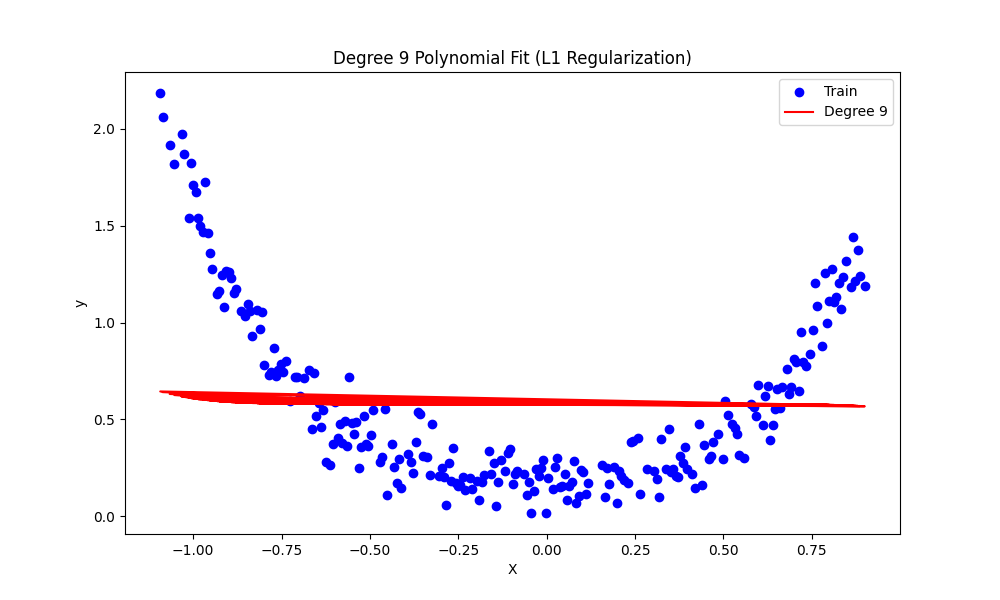 Degree 9 Polynomial Fit (L1 Regularization)
Train
Degree 9
y
2.0
1.5
1.0
0.5
0.0
−1.00 −0.75 −0.50 −0.25 0.00 0.25 0.50 0.75
X